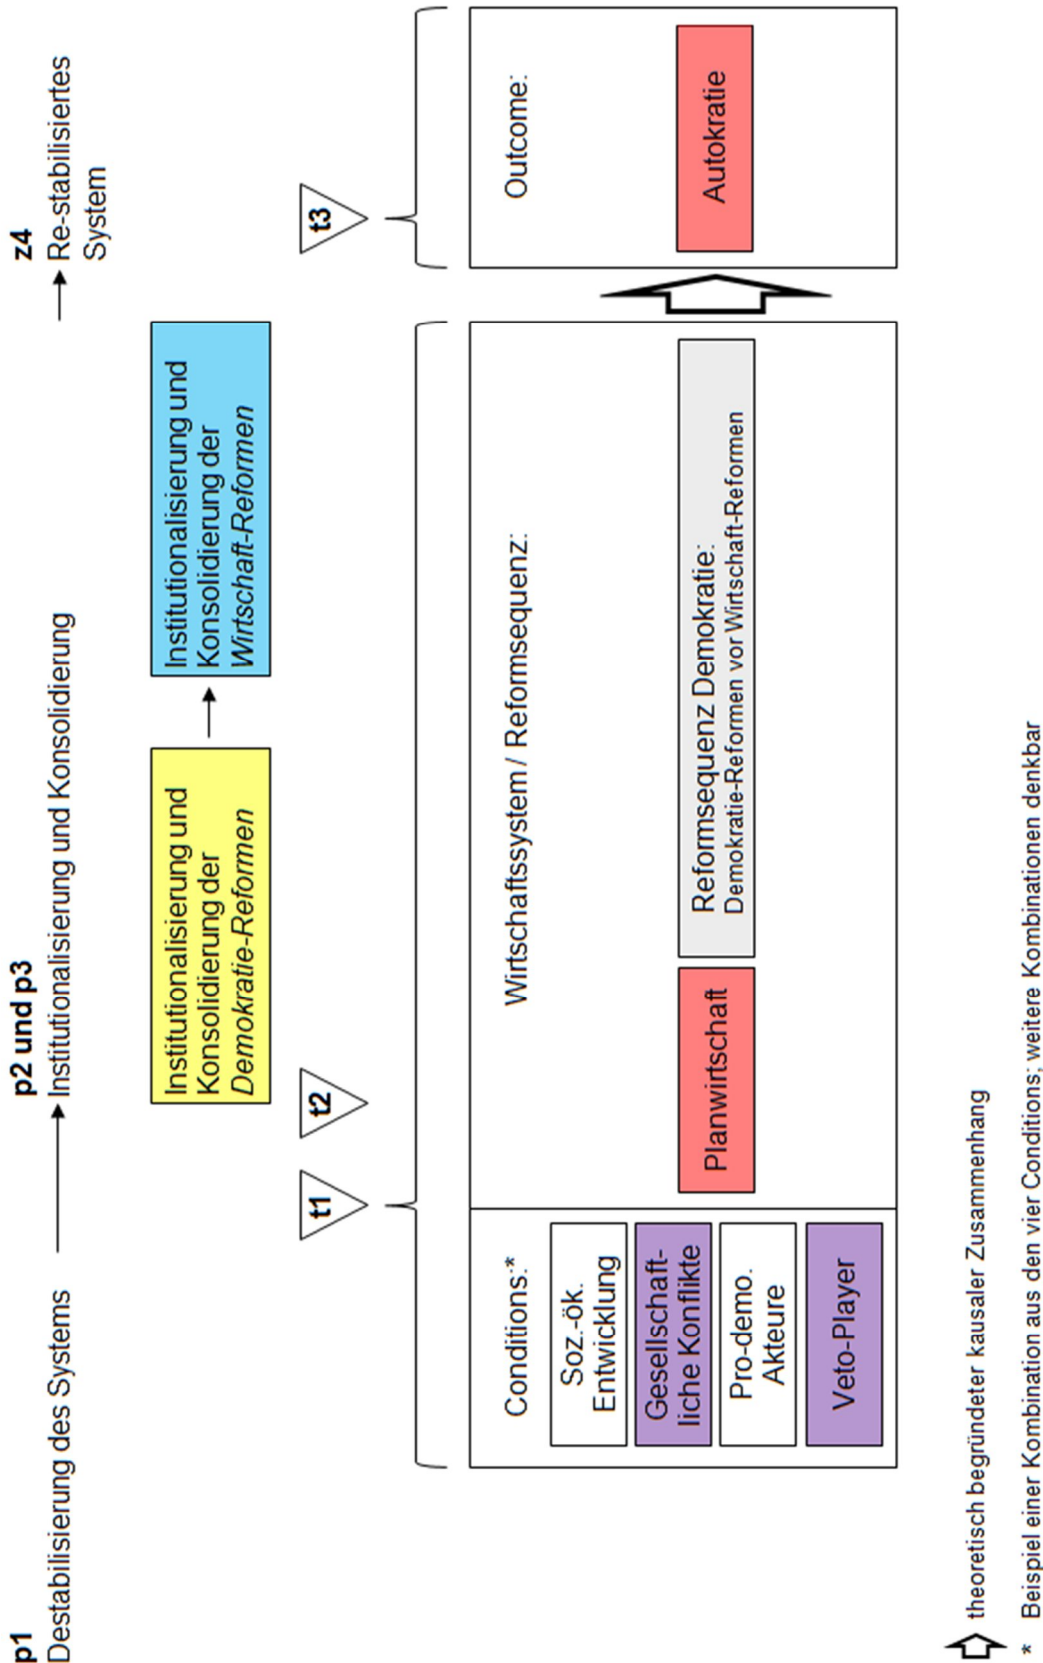 p1
Destabilisierung des Systems
p2 und p3
Institutionalisierung und Konsolidierung
z4
Re-stabilisiertes
System
Institutionalisierung und
Konsolidierung der
Demokratie-Reformen
Institutionalisierung und
Konsolidierung der
Wirtschaft-Reformen
t1
t2
t3
Conditions:*
Soz.-ök.
Entwicklung
Gesellschaft-
liche Konflikte
Pro-demo.
Akteure
Veto-Player
Wirtschaftssystem / Reformsequenz:
Planwirtschaft
Reformsequenz Demokratie:
Demokratie-Reformen vor Wirtschaft-Reformen
Outcome:
Autokratie
theoretisch begründeter kausaler Zusammenhang
* Beispiel einer Kombination aus den vier Conditions; weitere Kombinationen denkbar